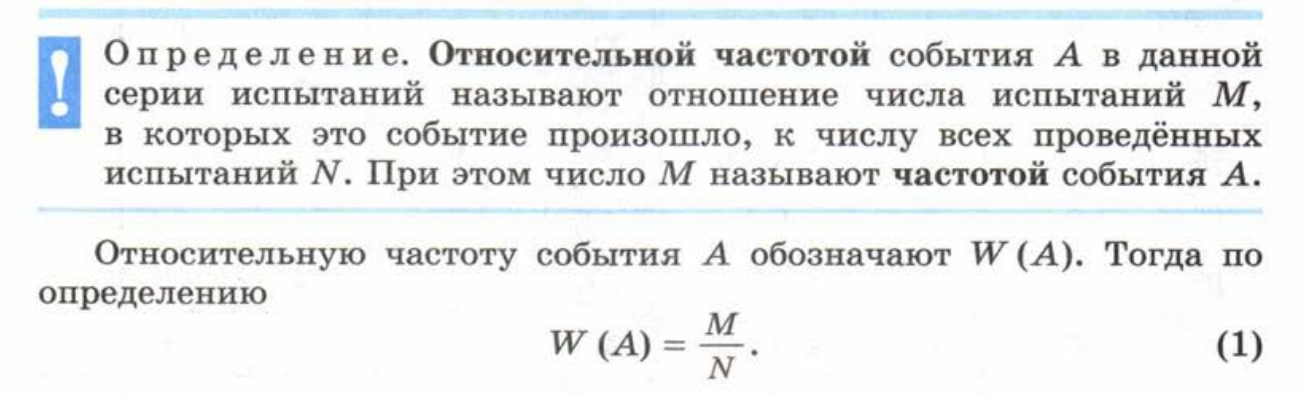 ! Определение. Относительной частотой события A в данной
серии испытаний называют отношение числа испытаний M,
в которых это событие произошло, к числу всех проведённых
испытаний N. При этом число M называют частотой события A.
Относительную частоту события A обозначают W (A). Тогда по
определению
W (A) = M/N. (1)